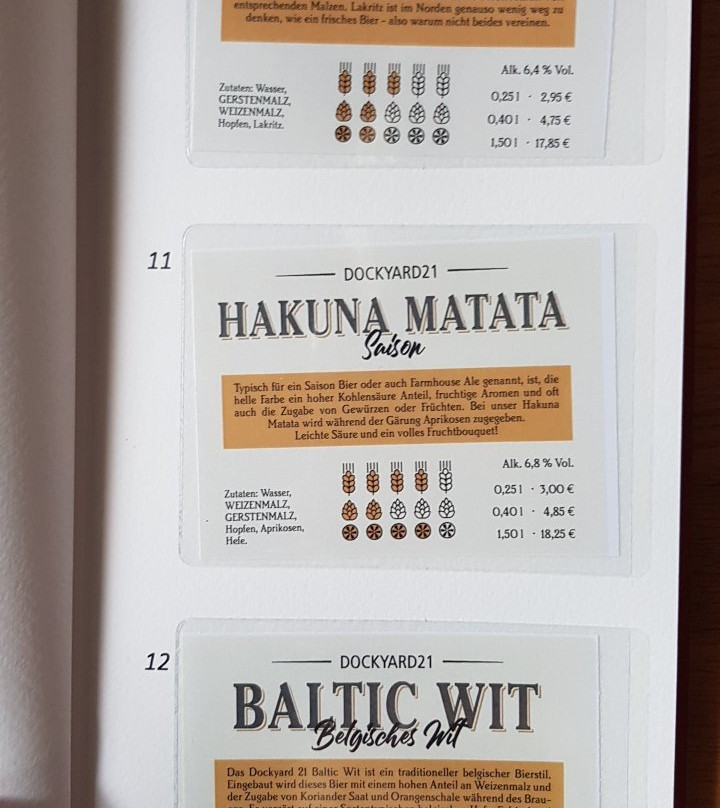 entsprechenden Malzen. Lakritz ist im Norden genauso wenig weg zu
denken, wie ein frisches Bier - also warum nicht beides vereinen.
Zutaten: Wasser,
GERSTENMALZ,
WEIZENMALZ,
Hopfen, Lakritz.
Alk. 6,4 % Vol.
0,25 l · 2,95 €
0,40 l · 4,75 €
1,50 l · 17,85 €
11
DOCKYARD21
HAKUNA MATATA
Saison
Typisch für ein Saison Bier oder auch Farmhouse Ale genannt, ist, die
helle Farbe ein hoher Kohlensäure Anteil, fruchtige Aromen und oft
auch die Zugabe von Gewürzen oder Früchten. Bei unser Hakuna
Matata wird während der Gärung Aprikosen zugegeben.
Leichte Säure und ein volles Fruchtbouquet!
Zutaten: Wasser,
WEIZENMALZ,
GERSTENMALZ,
Hopfen, Aprikosen,
Hefe.
Alk. 6,8 % Vol.
0,25 l · 3,00 €
0,40 l · 4,85 €
1,50 l · 18,25 €
12
DOCKYARD21
BALTIC WIT
Belgisches Wit
Das Dockyard 21 Baltic Wit ist ein traditioneller belgischer Bierstil.
Eingebaut wird dieses Bier mit einem hohen Anteil an Weizenmalz und
der Zugabe von Koriander Saat und Orangenschale während des Brau-